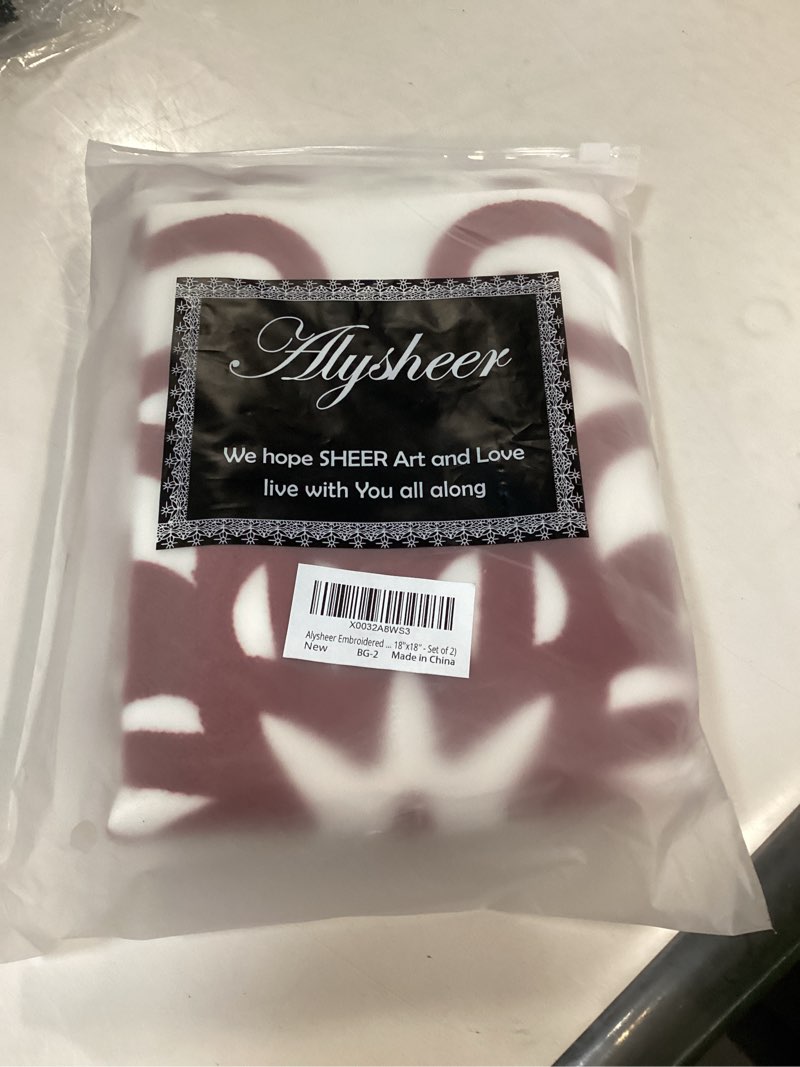 Alysheer
We hope SHEER Art and Love
live with You all along
X0032A8WS3
Alysheer Embroidered ... 18"x18" - Set of 2)
New BG-2 Made in China